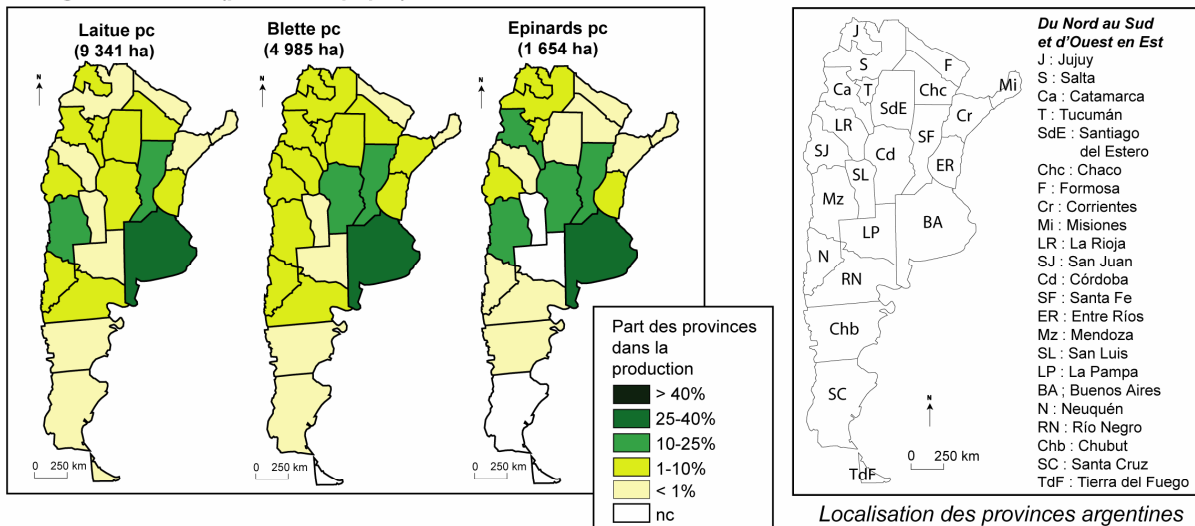 Laitue pc
(9 341 ha)
Blette pc
(4 985 ha)
Epinards pc
(1 654 ha)
N
N
N
0 250 km
0 250 km
0 250 km
Part des provinces
dans la
production
> 40%
25-40%
10-25%
1-10%
< 1%
nc
J
S
F
Ca
T
Chc
Mi
SdE
Cr
LR
SF
SJ
Cd
ER
SL
Mz
BA
LP
N
RN
Chb
SC
N
TdF
0 250 km
Du Nord au Sud
et d'Ouest en Est
J : Jujuy
S : Salta
Ca : Catamarca
T : Tucumán
SdE : Santiago
del Estero
Chc : Chaco
F : Formosa
Cr : Corrientes
Mi : Misiones
LR : La Rioja
SJ : San Juan
Cd : Córdoba
SF : Santa Fe
ER : Entre Ríos
Mz : Mendoza
SL : San Luis
LP : La Pampa
BA ; Buenos Aires
N : Neuquén
RN : Río Negro
Chb : Chubut
SC : Santa Cruz
TdF : Tierra del Fuego
Localisation des provinces argentines